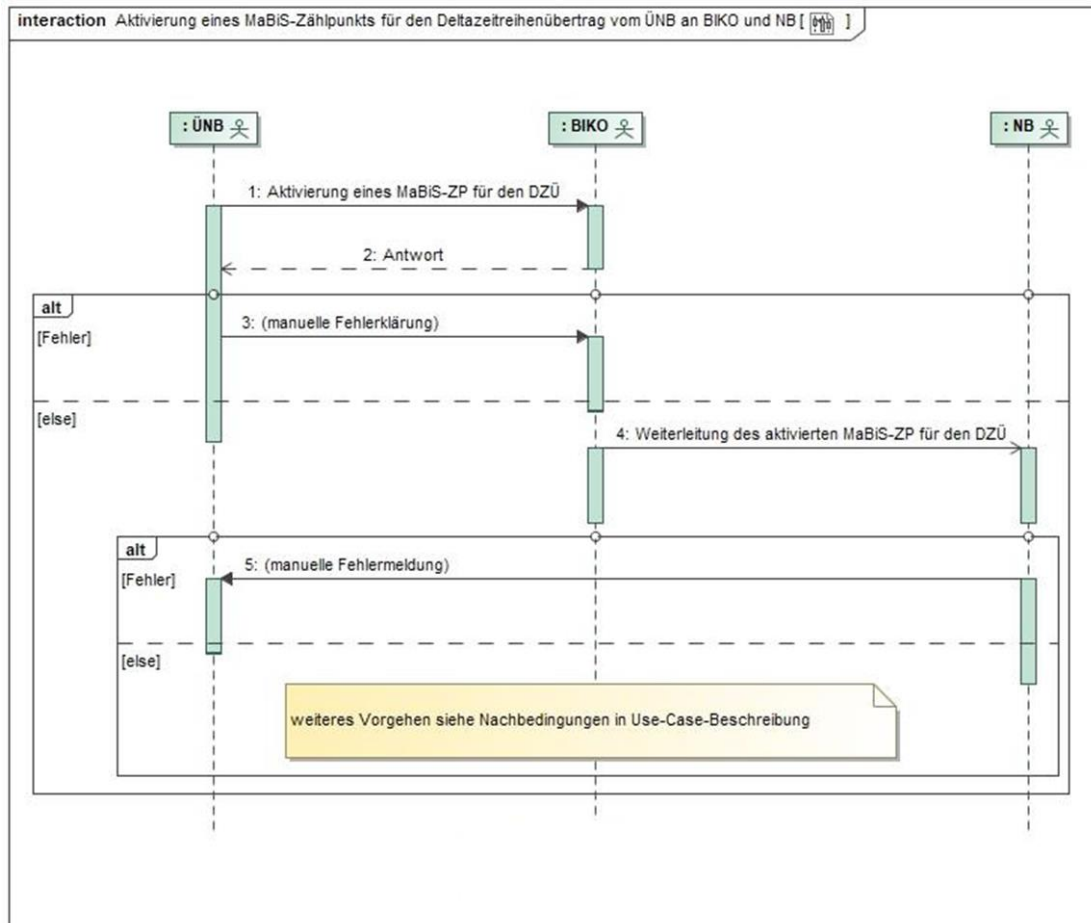 interaction Aktivierung eines MaBiS-Zählpunkts für den Deltazeitreihenübertrag vom ÜNB an BIKO und NB [ ]
: ÜNB
: BIKO
: NB
1: Aktivierung eines MaBiS-ZP für den DZÜ
2: Antwort
alt
[Fehler]
3: (manuelle Fehlerklärung)
[else]
4: Weiterleitung des aktivierten MaBiS-ZP für den DZÜ
alt
[Fehler]
5: (manuelle Fehlermeldung)
[else]
weiteres Vorgehen siehe Nachbedingungen in Use-Case-Beschreibung